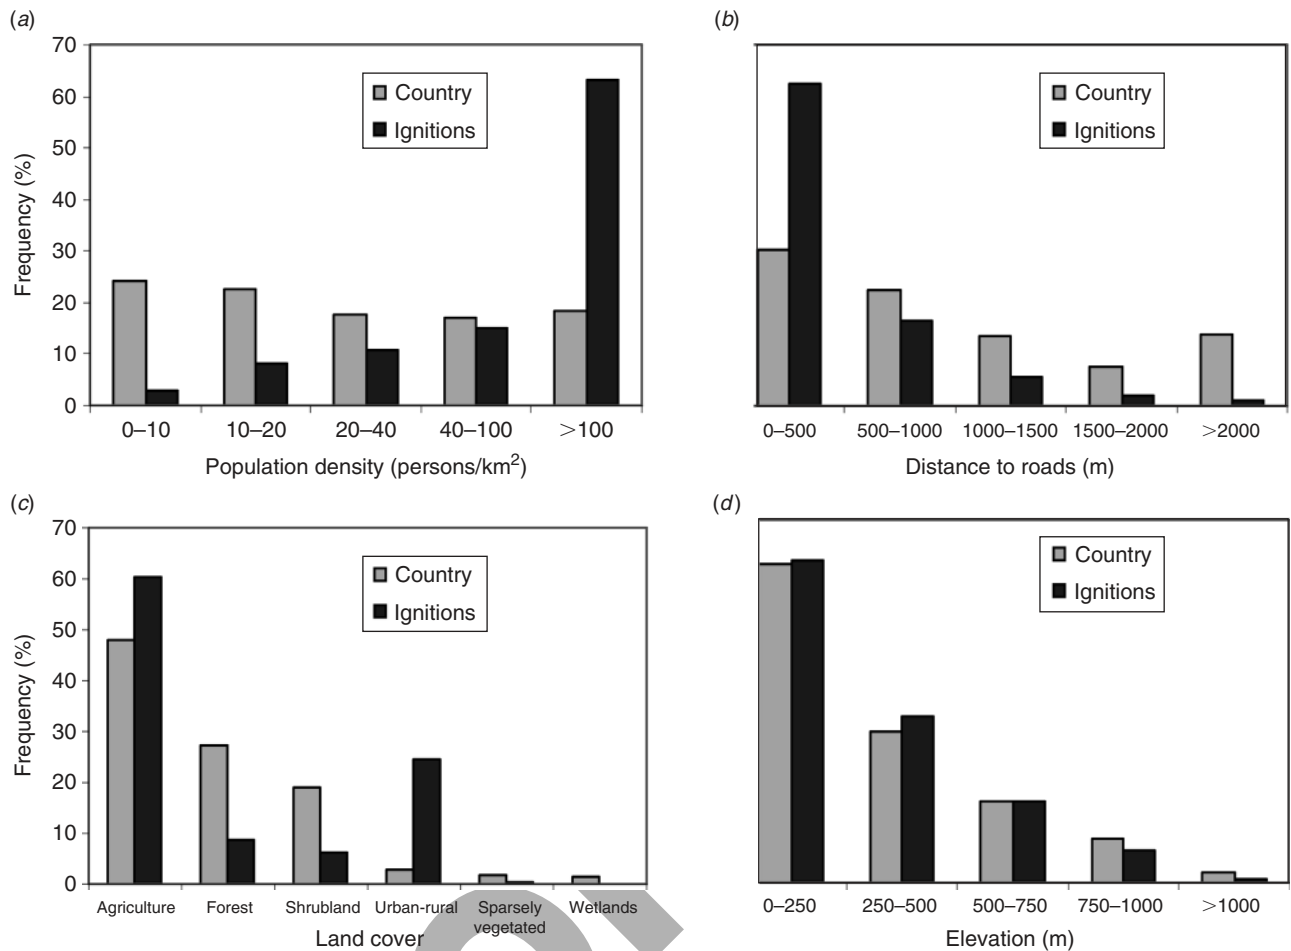 (a)
70
60
50
40
30
20
10
0
Frequency (%)
Country
Ignitions
0–10 10–20 20–40 40–100 >100
Population density (persons/km²)
(b)
Country
Ignitions
0–500 500–1000 1000–1500 1500–2000 >2000
Distance to roads (m)
(c)
70
60
50
40
30
20
10
0
Frequency (%)
Country
Ignitions
Agriculture Forest Shrubland Urban-rural Sparsely Wetlands
vegetated
Land cover
(d)
Country
Ignitions
0–250 250–500 500–750 750–1000 >1000
Elevation (m)